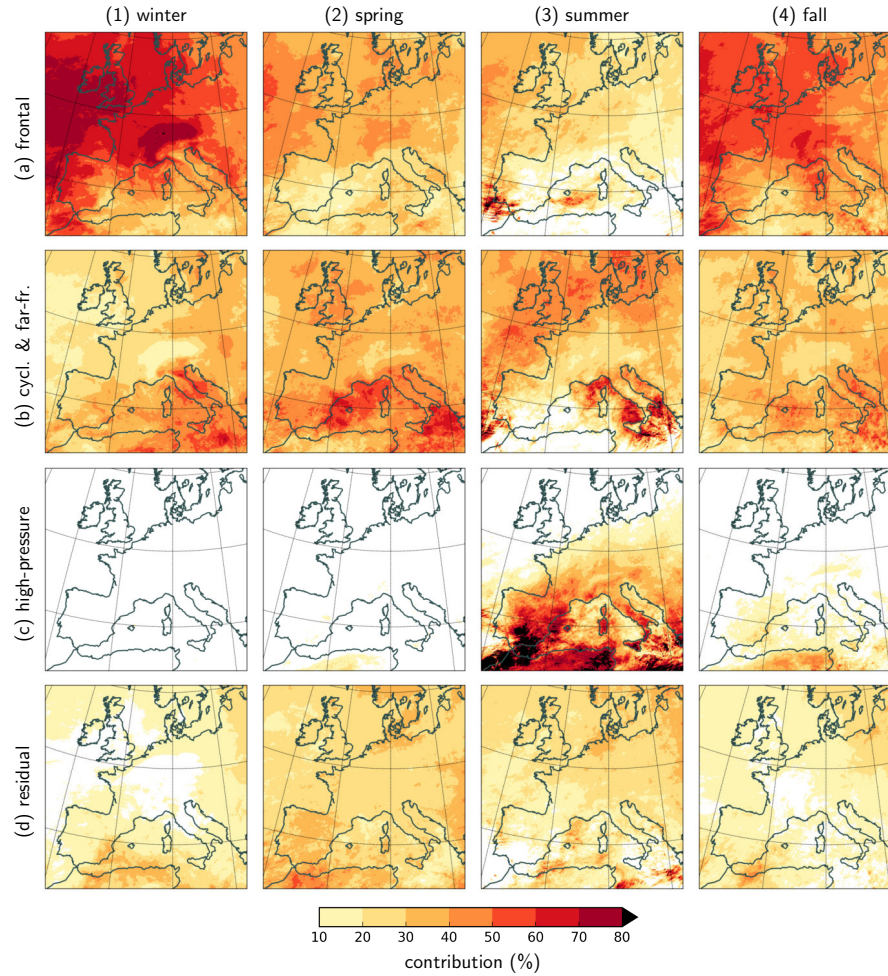 (1) winter
(2) spring
(3) summer
(4) fall
(a) frontal
(b) cycl. & far-fr.
(c) high-pressure
(d) residual
10 20 30 40 50 60 70 80
contribution (%)